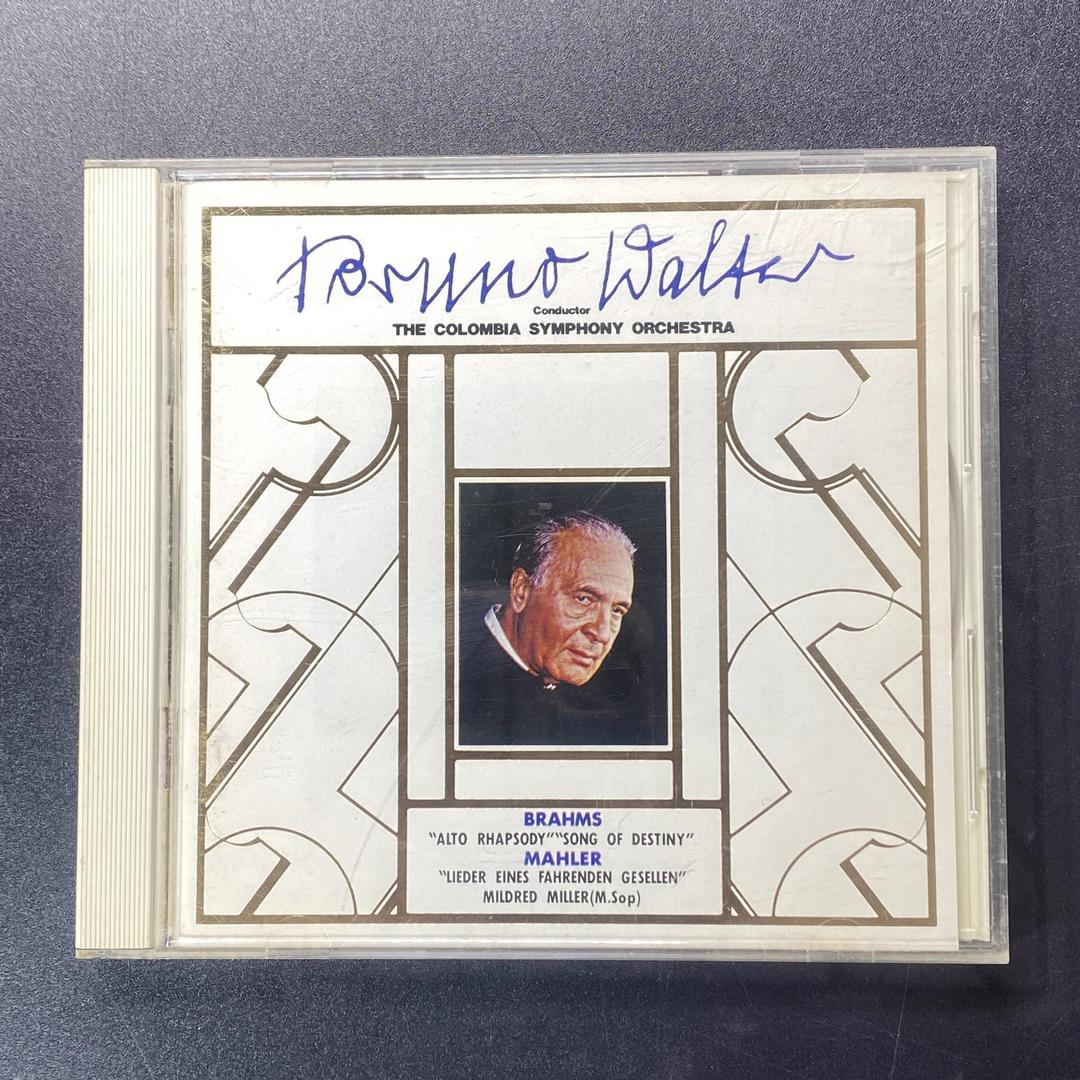 Bruno Walter
Conductor
THE COLOMBIA SYMPHONY ORCHESTRA
BRAHMS
"ALTO RHAPSODY""SONG OF DESTINY"
MAHLER
"LIEDER EINES FAHRENDEN GESELLEN"
MILDRED MILLER(M.Sop)